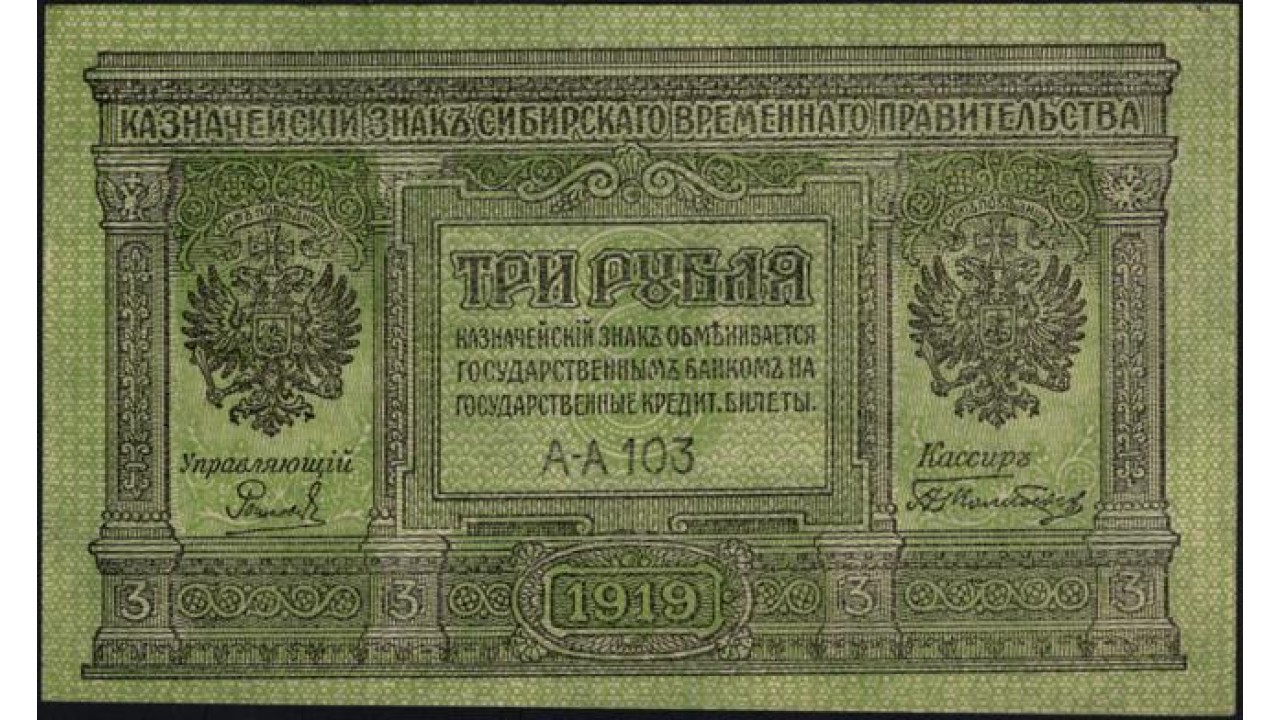 КАЗНАЧЕЙСКІЙ ЗНАКЪ СИБИРСКАГО ВРЕМЕННАГО ПРАВИТЕЛЬСТВА
ТРИ РУБЛЯ
КАЗНАЧЕЙСКІЙ ЗНАКЪ ОБМѢНИВАЕТСЯ
ГОСУДАРСТВЕННЫМЪ БАНКОМЪ НА
ГОСУДАРСТВЕННЫЕ КРЕДИТ. БИЛЕТЫ.
А-А 103
Управляющій
Кассиръ
3 3 1919 3 3